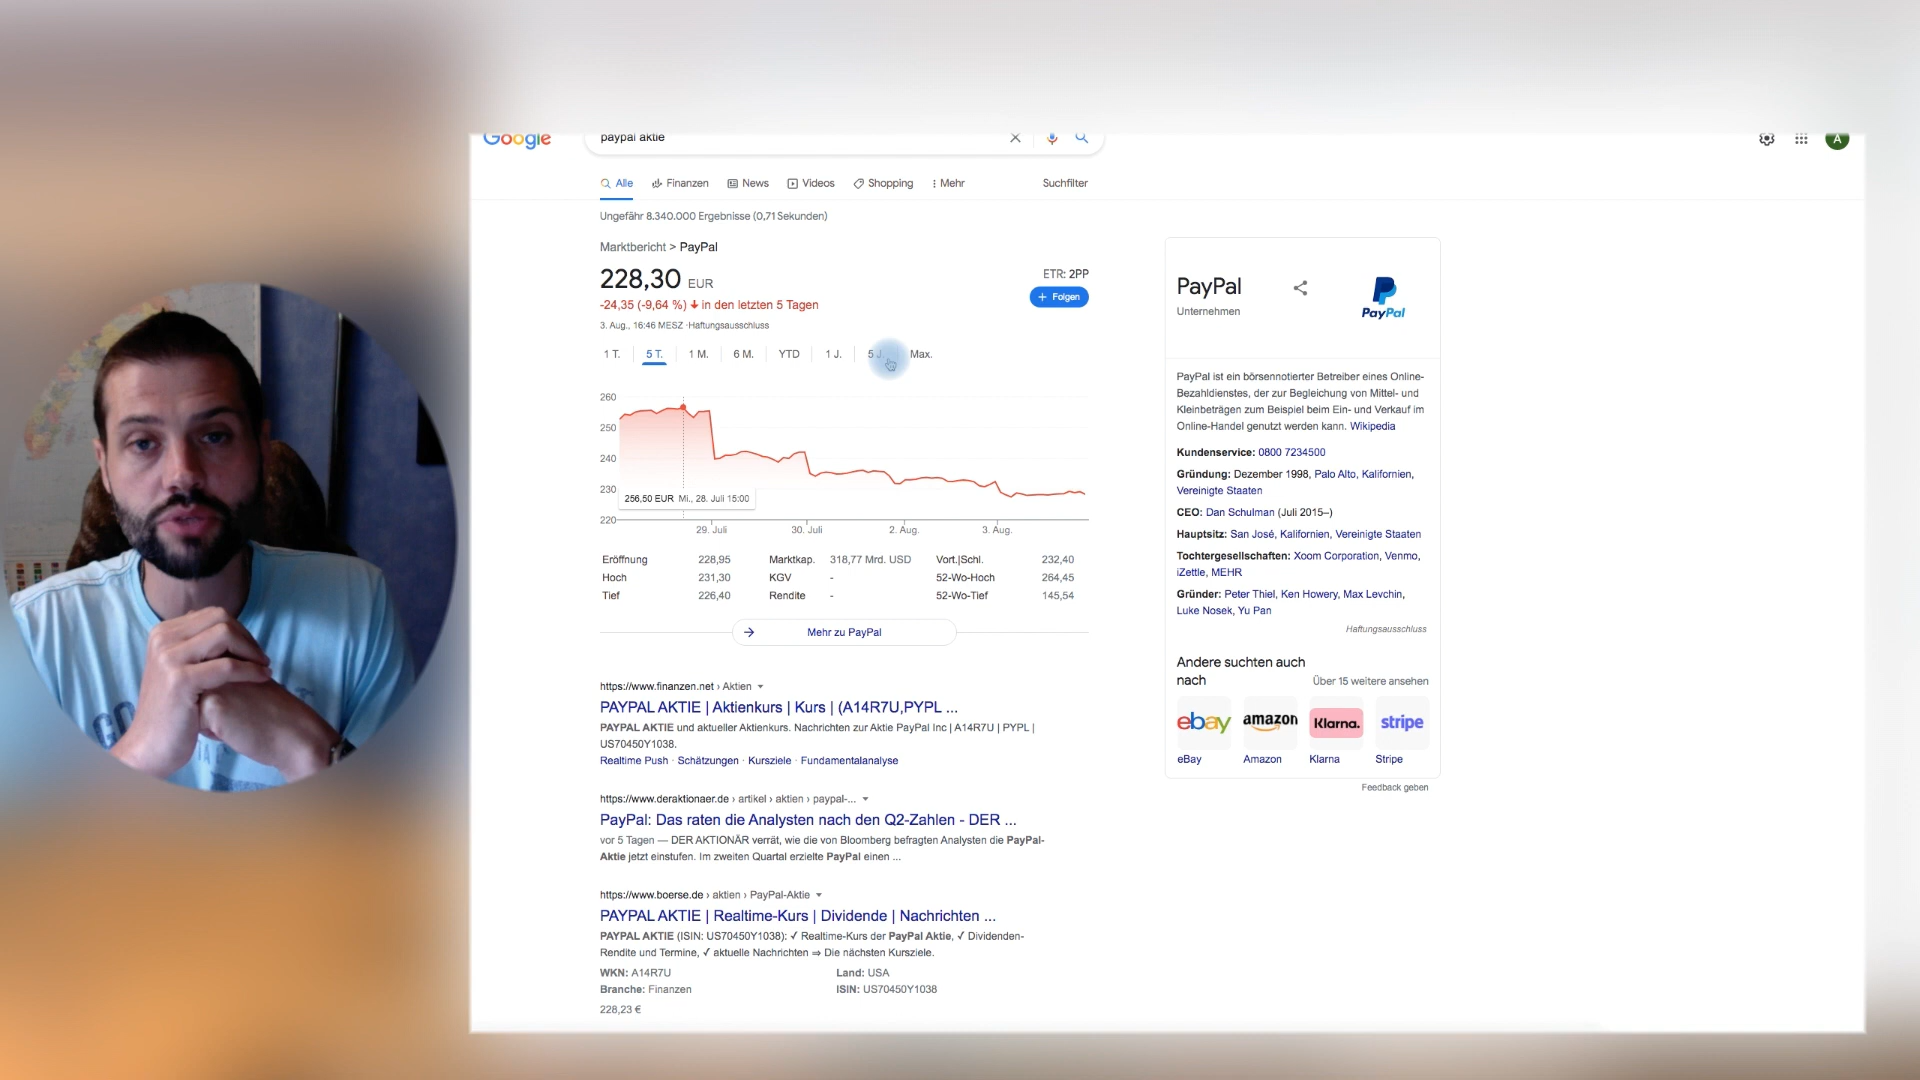 Google
paypal aktie
A
Alle
Finanzen
News
Videos
Shopping
Mehr
Suchfilter
Ungefähr 8.340.000 Ergebnisse (0,71 Sekunden)
Marktbericht > PayPal
228,30 EUR
ETR: 2PP
+ Folgen
-24,35 (-9,64 %) ↓ in den letzten 5 Tagen
3. Aug., 16:46 MESZ ·Haftungsausschluss
1 T.
5 T.
1 M.
6 M.
YTD
1 J.
5 J.
Max.
260
250
240
230
220
256,50 EUR Mi., 28. Juli 15:00
29. Juli
30. Juli
2. Aug.
3. Aug.
Eröffnung 228,95 Marktkap. 318,77 Mrd. USD Vort.|Schl. 232,40
Hoch 231,30 KGV - 52-Wo-Hoch 264,45
Tief 226,40 Rendite - 52-Wo-Tief 145,54
Mehr zu PayPal
https://www.finanzen.net › Aktien
PAYPAL AKTIE | Aktienkurs | Kurs | (A14R7U,PYPL ...
PAYPAL AKTIE und aktueller Aktienkurs. Nachrichten zur Aktie PayPal Inc | A14R7U | PYPL |
US70450Y1038.
Realtime Push · Schätzungen · Kursziele · Fundamentalanalyse
https://www.deraktionaer.de › artikel › aktien › paypal-...
PayPal: Das raten die Analysten nach den Q2-Zahlen - DER ...
vor 5 Tagen — DER AKTIONÄR verrät, wie die von Bloomberg befragten Analysten die PayPal-
Aktie jetzt einstufen. Im zweiten Quartal erzielte PayPal einen ...
https://www.boerse.de › aktien › PayPal-Aktie
PAYPAL AKTIE | Realtime-Kurs | Dividende | Nachrichten ...
PAYPAL AKTIE (ISIN: US70450Y1038): ✓ Realtime-Kurs der PayPal Aktie, ✓ Dividenden-
Rendite und Termine, ✓ aktuelle Nachrichten ⇒ Die nächsten Kursziele.
WKN: A14R7U Land: USA
Branche: Finanzen ISIN: US70450Y1038
228,23 €
PayPal
Unternehmen
PayPal
PayPal ist ein börsennotierter Betreiber eines Online-
Bezahldienstes, der zur Begleichung von Mittel- und
Kleinbeträgen zum Beispiel beim Ein- und Verkauf im
Online-Handel genutzt werden kann. Wikipedia
Kundenservice: 0800 7234500
Gründung: Dezember 1998, Palo Alto, Kalifornien,
Vereinigte Staaten
CEO: Dan Schulman (Juli 2015–)
Hauptsitz: San José, Kalifornien, Vereinigte Staaten
Tochtergesellschaften: Xoom Corporation, Venmo,
iZettle, MEHR
Gründer: Peter Thiel, Ken Howery, Max Levchin,
Luke Nosek, Yu Pan
Haftungsausschluss
Andere suchten auch
nach
Über 15 weitere ansehen
ebay
amazon
Klarna.
stripe
eBay
Amazon
Klarna
Stripe
Feedback geben